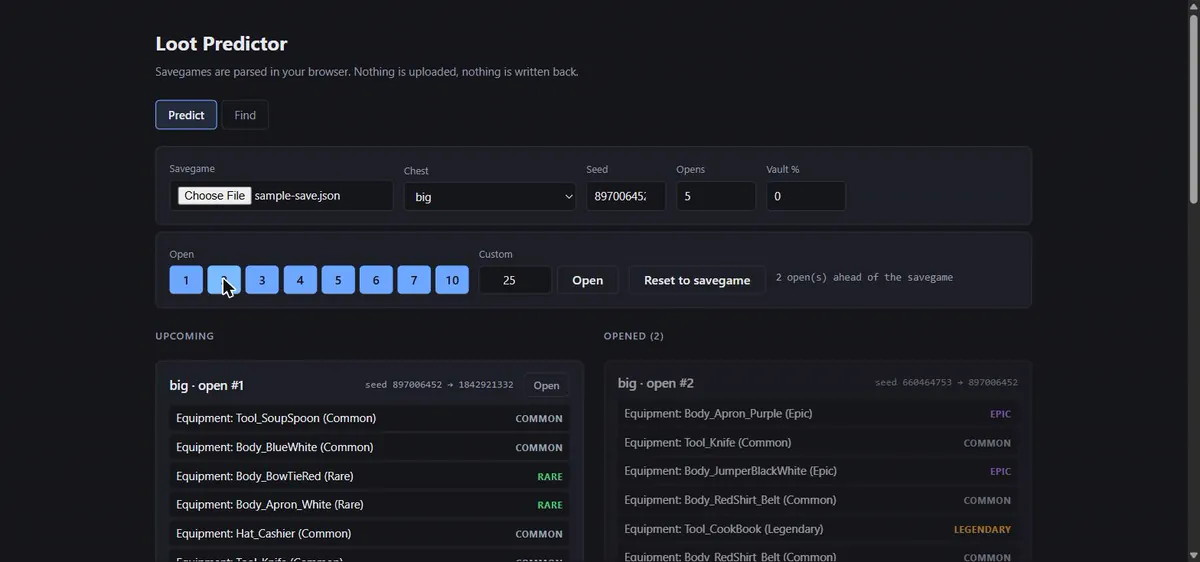 Loot Predictor
Savegames are parsed in your browser. Nothing is uploaded, nothing is written back.
Predict Find
Savegame Chest Seed Opens Vault %
Choose File sample-save.json big 897006452 5 0
Open Custom
1 3 4 5 6 7 10 25 Open Reset to savegame 2 open(s) ahead of the savegame
UPCOMING
big · open #1 seed 897006452 → 1842921332 Open
Equipment: Tool_SoupSpoon (Common) COMMON
Equipment: Body_BlueWhite (Common) COMMON
Equipment: Body_BowTieRed (Rare) RARE
Equipment: Body_Apron_White (Rare) RARE
Equipment: Hat_Cashier (Common) COMMON
Equipment: Tool_Knife (Common) COMMON
OPENED (2)
big · open #2 seed 660464753 → 897006452
Equipment: Body_Apron_Purple (Epic) EPIC
Equipment: Tool_Knife (Common) COMMON
Equipment: Body_JumperBlackWhite (Epic) EPIC
Equipment: Body_RedShirt_Belt (Common) COMMON
Equipment: Tool_CookBook (Legendary) LEGENDARY
Equipment: Body_RedShirt_Belt (Common) COMMON